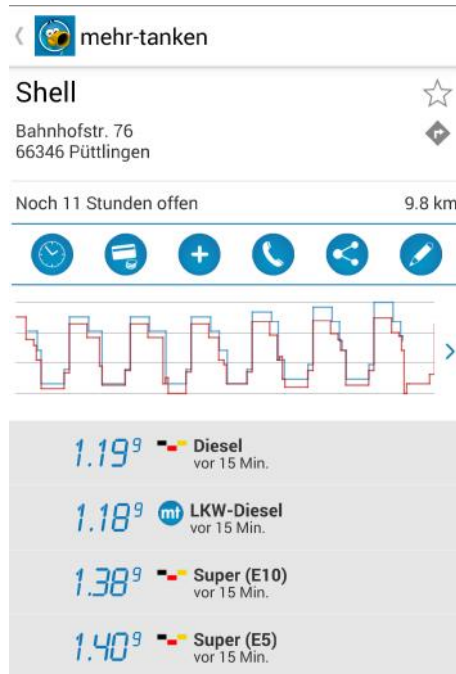 mehr-tanken
Shell
Bahnhofstr. 76
66346 Püttlingen
Noch 11 Stunden offen 9.8 km
1.19⁹ Diesel
vor 15 Min.
1.18⁹ mt LKW-Diesel
vor 15 Min.
1.38⁹ Super (E10)
vor 15 Min.
1.40⁹ Super (E5)
vor 15 Min.